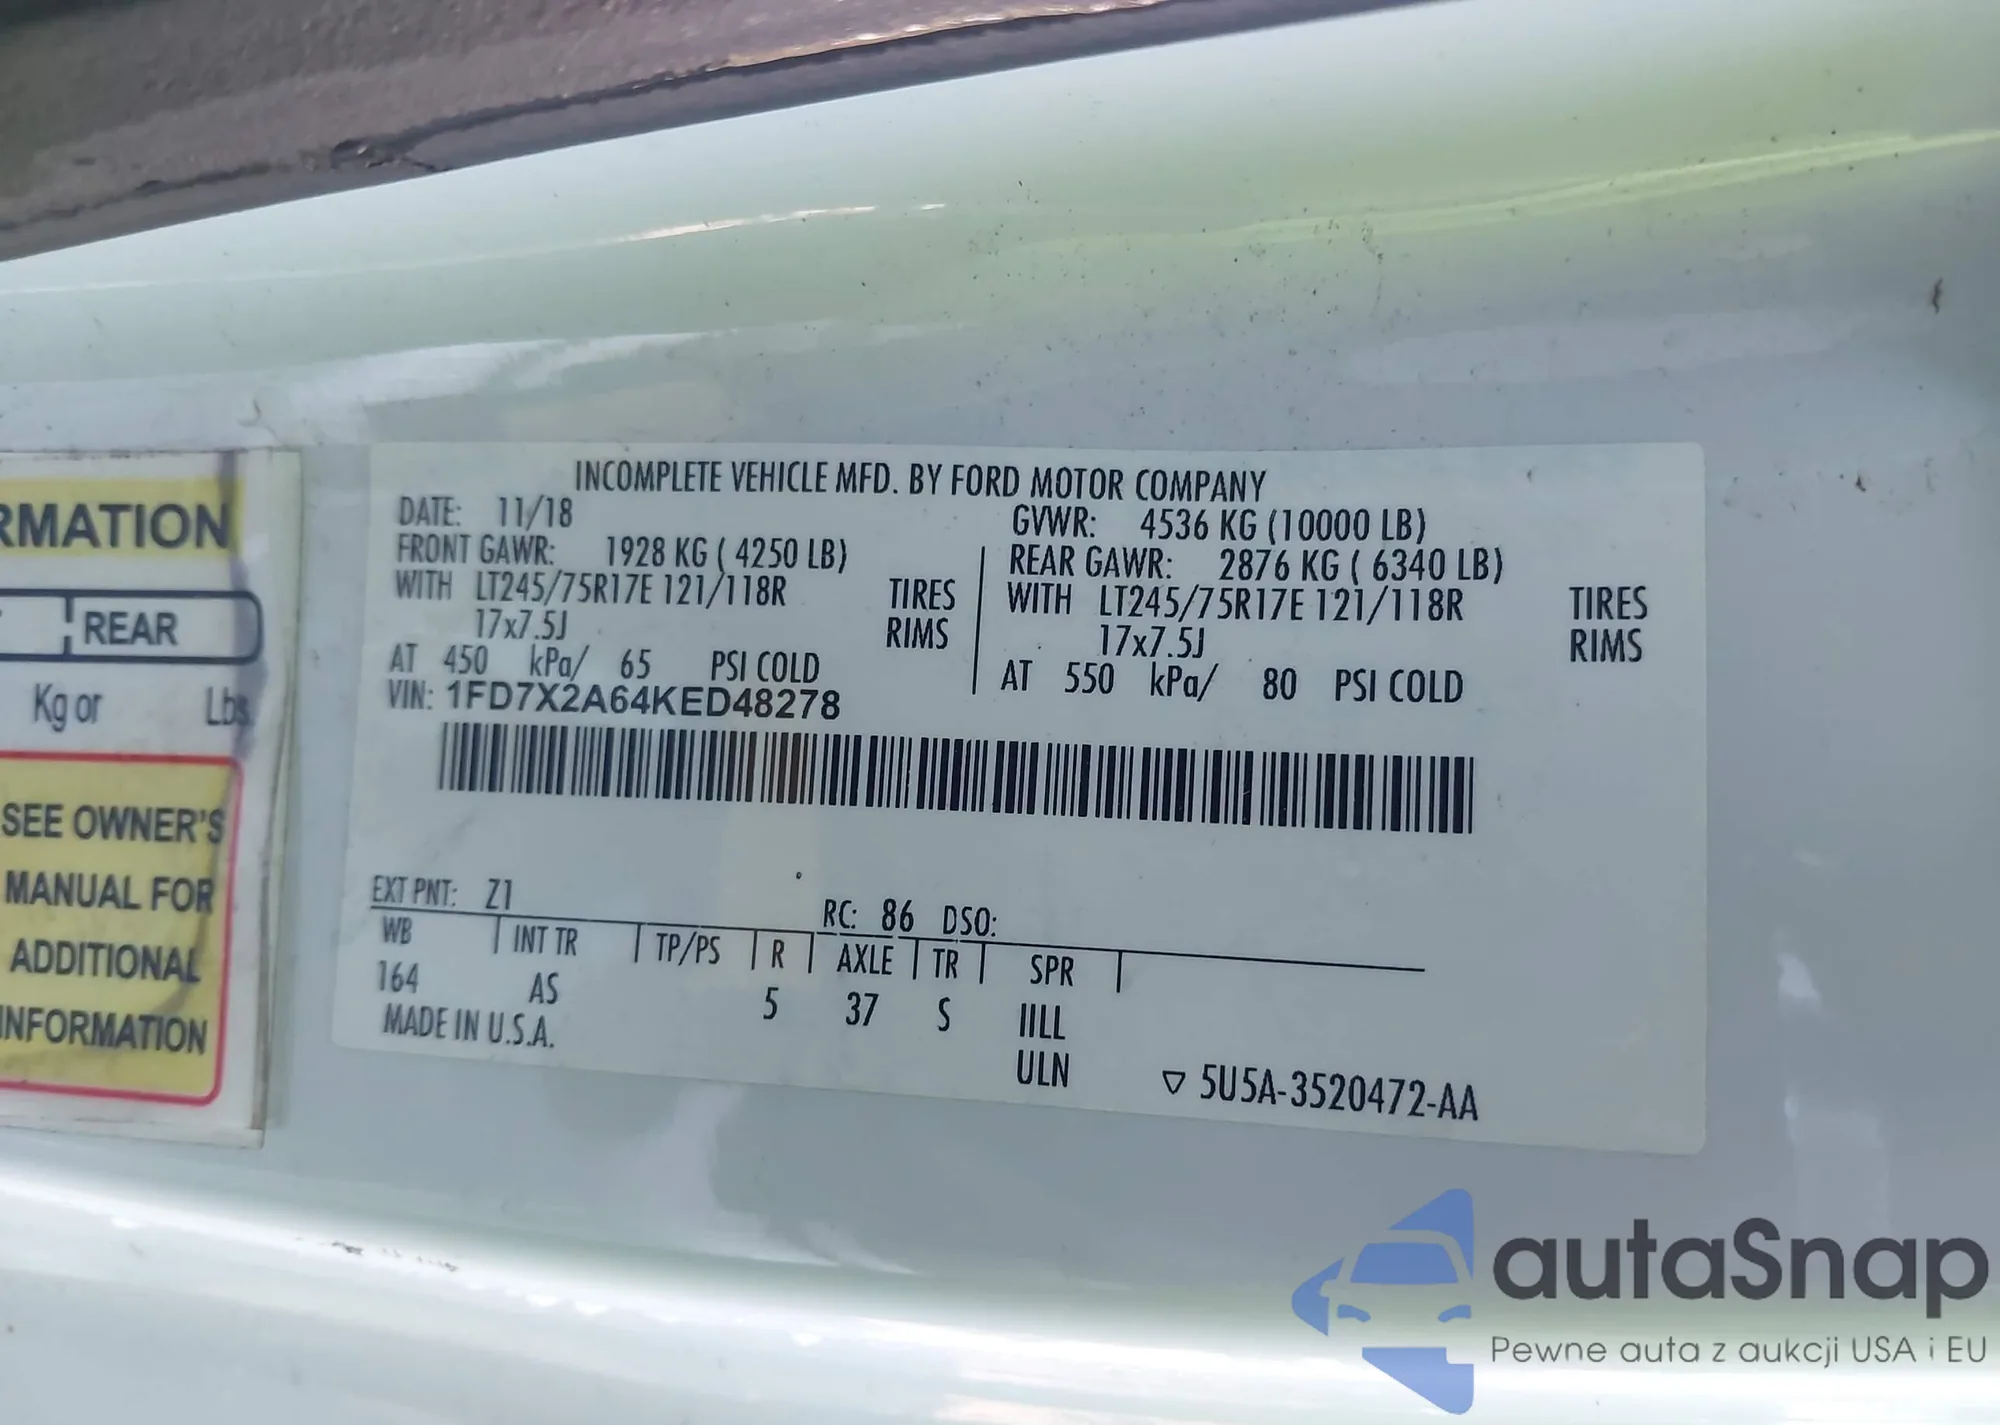 RMATION
REAR
Kg or Lbs.
SEE OWNER'S
MANUAL FOR
ADDITIONAL
INFORMATION
INCOMPLETE VEHICLE MFD. BY FORD MOTOR COMPANY
DATE: 11/18 GVWR: 4536 KG (10000 LB)
FRONT GAWR: 1928 KG ( 4250 LB) REAR GAWR: 2876 KG ( 6340 LB)
WITH LT245/75R17E 121/118R TIRES WITH LT245/75R17E 121/118R TIRES
17x7.5J RIMS 17x7.5J RIMS
AT 450 kPa/ 65 PSI COLD AT 550 kPa/ 80 PSI COLD
VIN: 1FD7X2A64KED48278
EXT PNT: Z1 RC: 86 DSO:
WB INT TR TP/PS R AXLE TR SPR
164 AS 5 37 S IILL
MADE IN U.S.A. ULN
▽ 5U5A-3520472-AA
autaSnap
Pewne auta z aukcji USA i EU